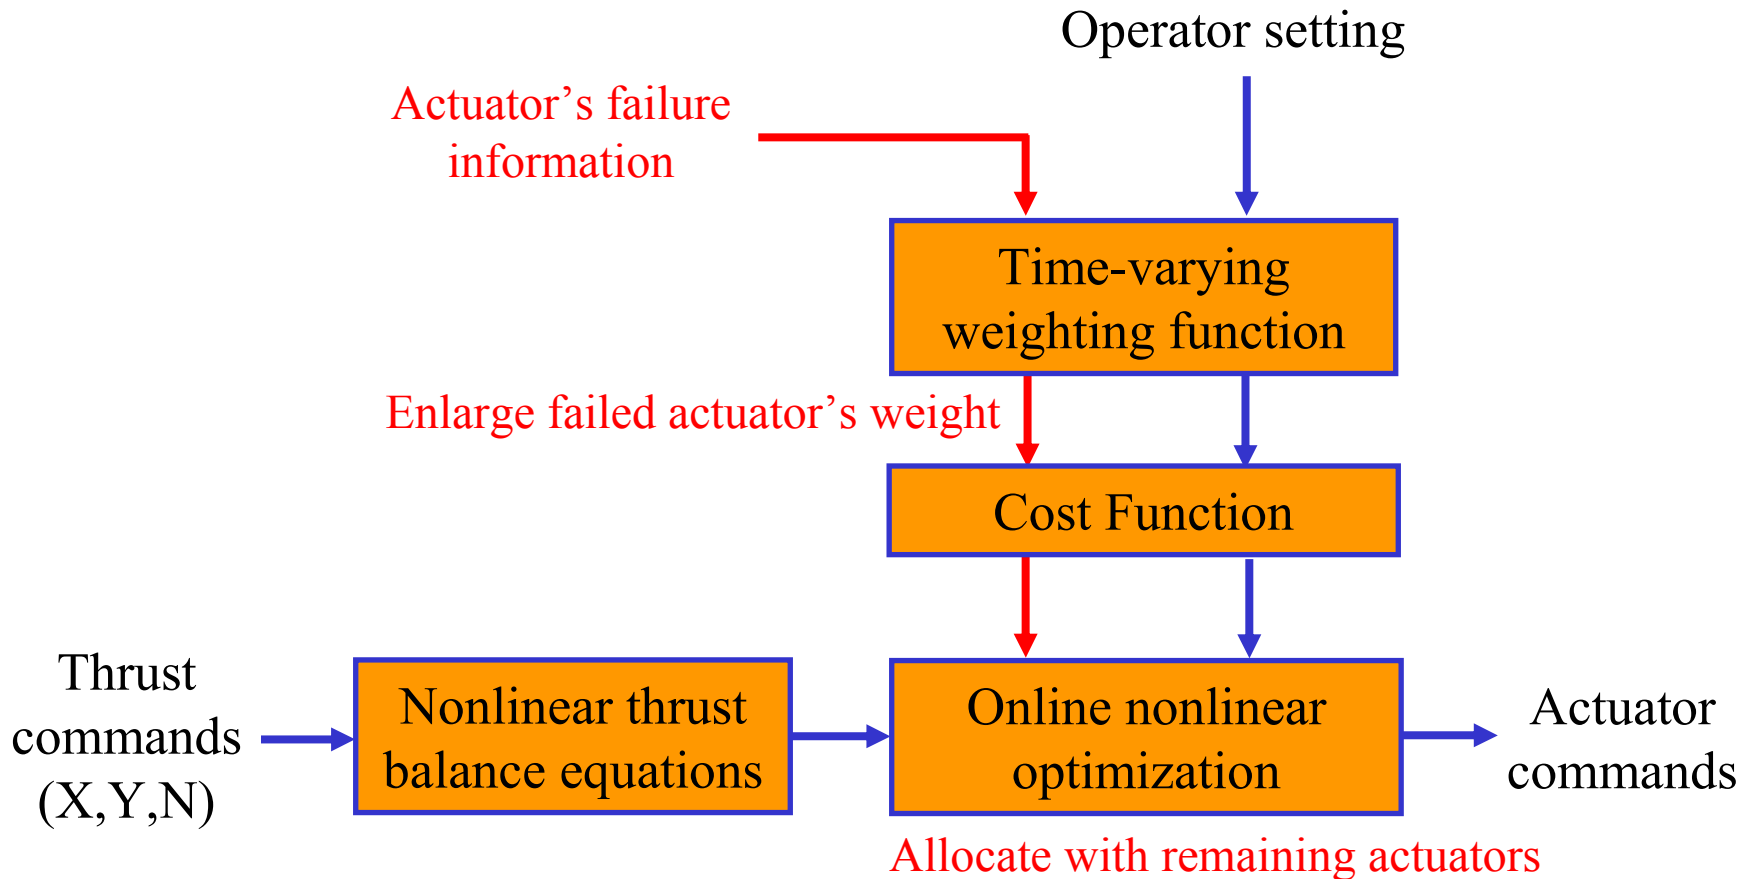 Operator setting
Actuator’s failure
information
Time-varying
weighting function
Enlarge failed actuator’s weight
Cost Function
Thrust
commands
(X,Y,N)
Nonlinear thrust
balance equations
Online nonlinear
optimization
Actuator
commands
Allocate with remaining actuators